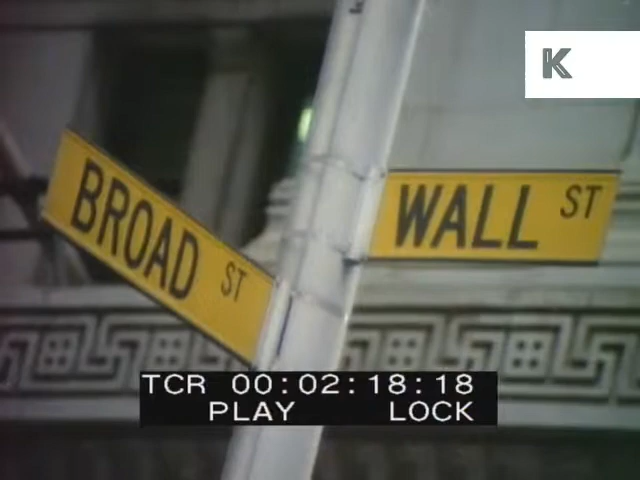 K
BROAD ST
WALL ST
TCR 00:02:18:18
PLAY LOCK